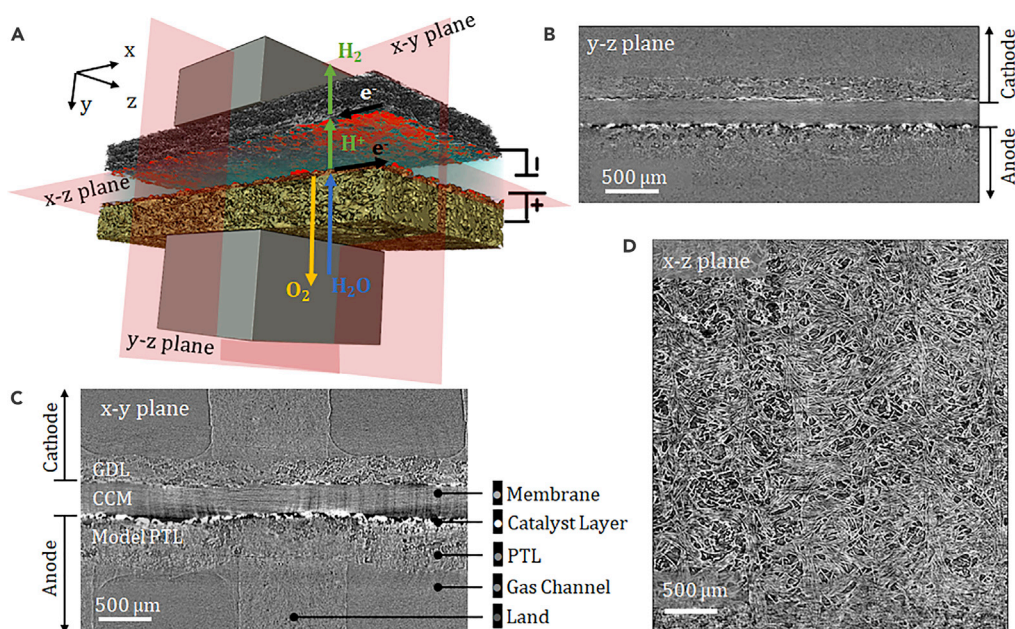 A
x
z
y
x-y plane
H₂
e⁻
H⁺
e⁻
x-z plane
O₂
H₂O
y-z plane
B
y-z plane
500 μm
Cathode
Anode
C
x-y plane
Cathode
GDL
CCM
Anode
Model PTL
500 μm
Membrane
Catalyst Layer
PTL
Gas Channel
Land
D
x-z plane
500 μm